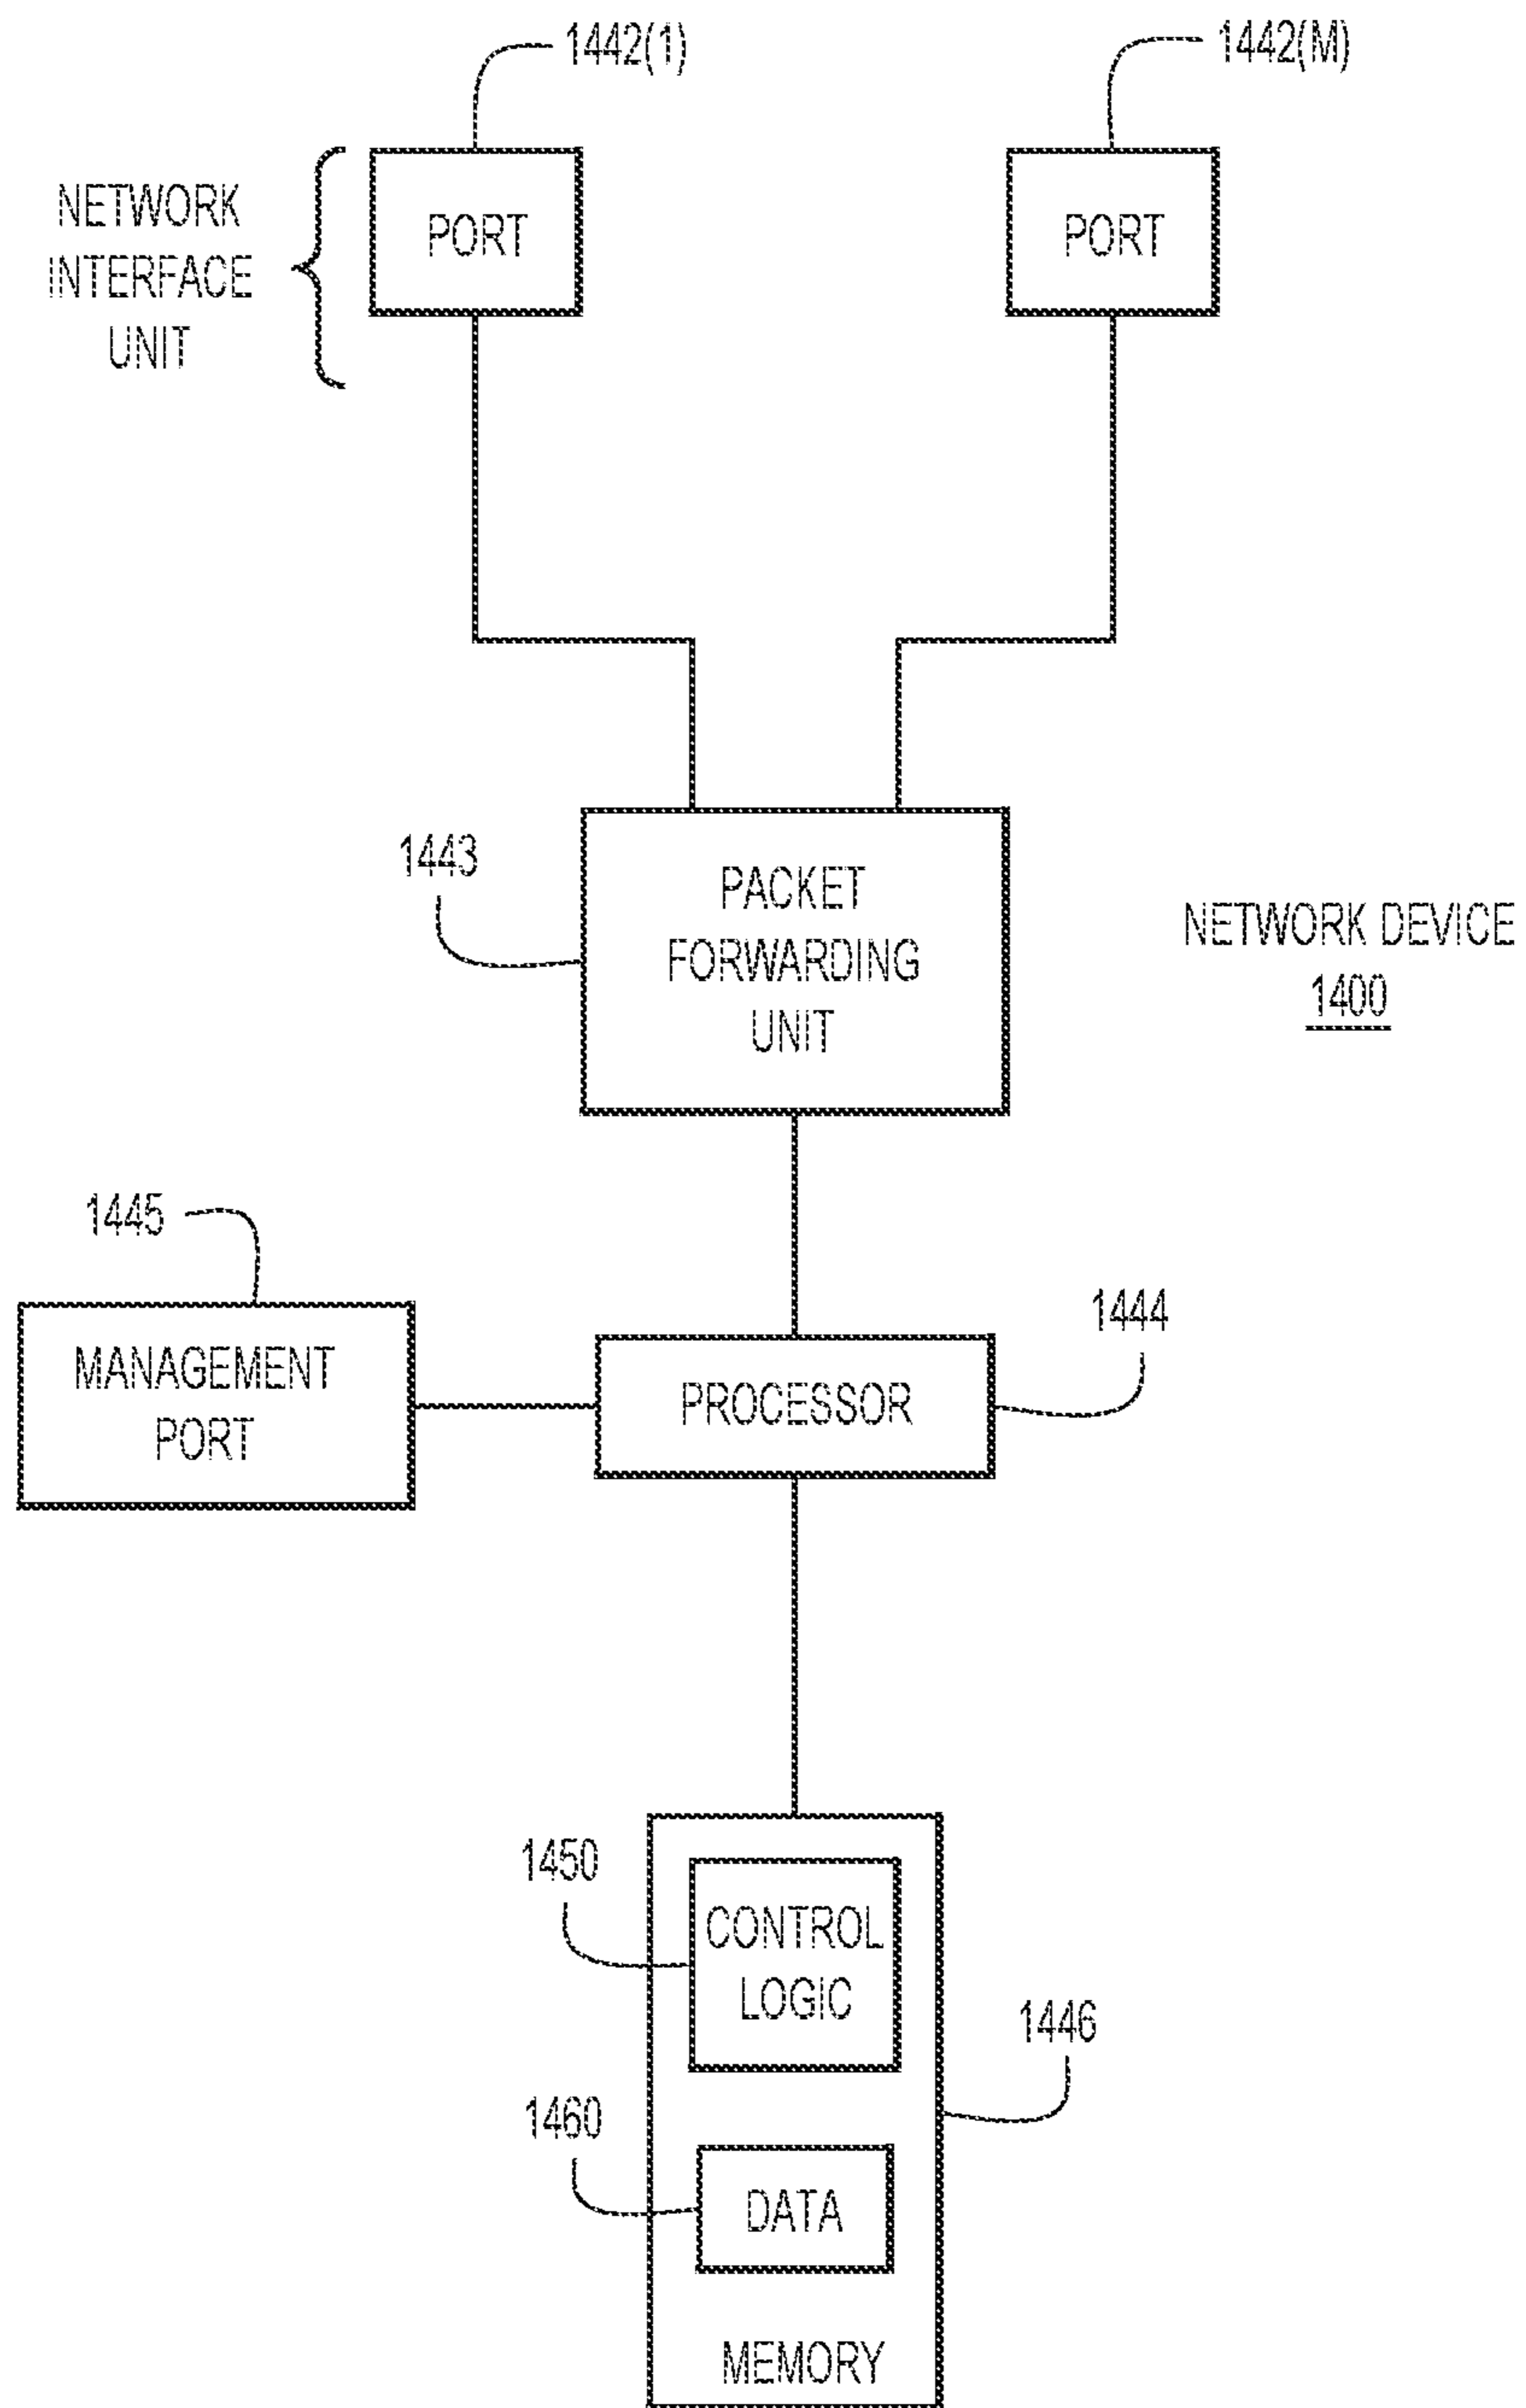 1442(1)
1442(M)
NETWORK
INTERFACE
UNIT
PORT
PORT
1443
PACKET
FORWARDING
UNIT
NETWORK DEVICE
1400
1445
MANAGEMENT
PORT
PROCESSOR
1444
1450
CONTROL
LOGIC
1446
1460
DATA
MEMORY